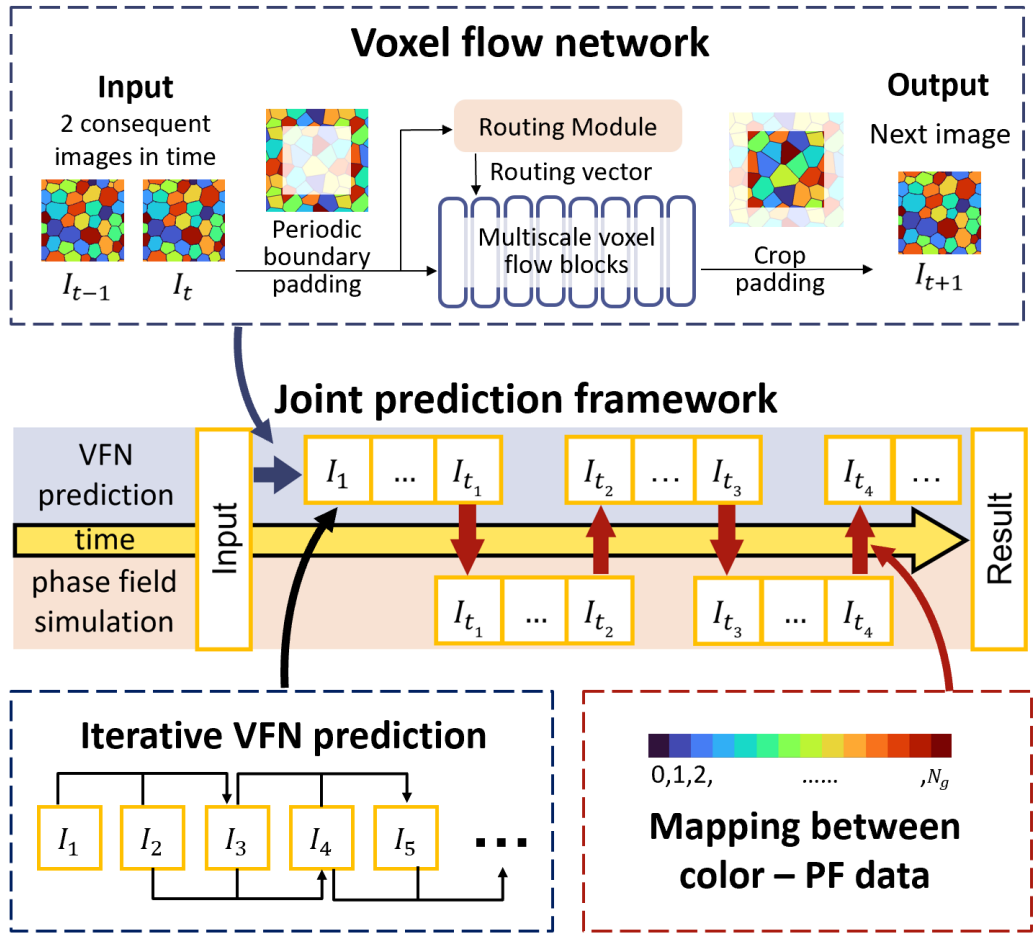 Voxel flow network
Input
2 consequent
images in time
I_{t−1}
I_t
Periodic
boundary
padding
Routing Module
Routing vector
Multiscale voxel
flow blocks
Crop
padding
Output
Next image
I_{t+1}
Joint prediction framework
VFN
prediction
time
phase field
simulation
Input
I_1 ... I_{t_1}
I_{t_2} ... I_{t_3}
I_{t_4} ...
I_{t_1} ... I_{t_2}
I_{t_3} ... I_{t_4}
Result
Iterative VFN prediction
I_1 I_2 I_3 I_4 I_5 ...
0,1,2, ...... ,N_g
Mapping between
color – PF data